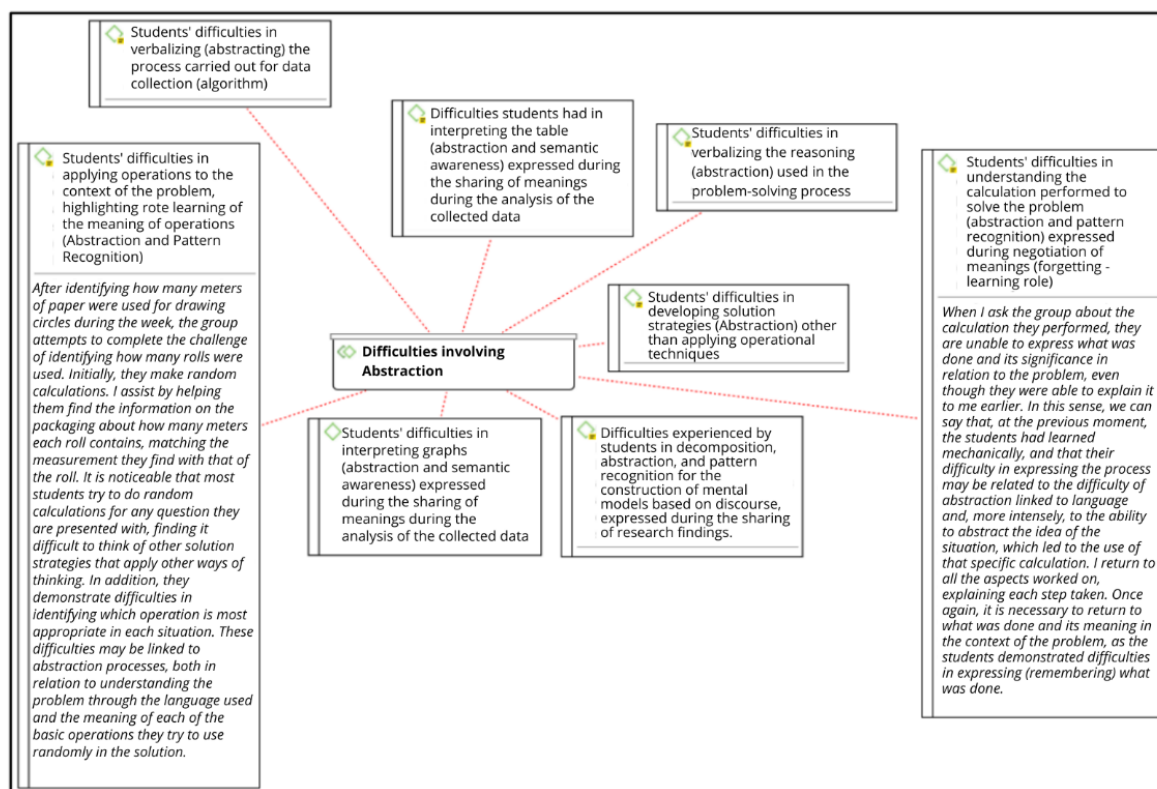 Students' difficulties in
verbalizing (abstracting) the
process carried out for data
collection (algorithm)
Difficulties students had in
interpreting the table
(abstraction and semantic
awareness) expressed during
the sharing of meanings
during the analysis of the
collected data
Students' difficulties in
verbalizing the reasoning
(abstraction) used in the
problem-solving process
Students' difficulties in
applying operations to the
context of the problem,
highlighting rote learning of
the meaning of operations
(Abstraction and Pattern
Recognition)
After identifying how many meters
of paper were used for drawing
circles during the week, the group
attempts to complete the challenge
of identifying how many rolls were
used. Initially, they make random
calculations. I assist by helping
them find the information on the
packaging about how many meters
each roll contains, matching the
measurement they find with that of
the roll. It is noticeable that most
students try to do random
calculations for any question they
are presented with, finding it
difficult to think of other solution
strategies that apply other ways of
thinking. In addition, they
demonstrate difficulties in
identifying which operation is most
appropriate in each situation. These
difficulties may be linked to
abstraction processes, both in
relation to understanding the
problem through the language used
and the meaning of each of the
basic operations they try to use
randomly in the solution.
Students' difficulties in
understanding the
calculation performed to
solve the problem
(abstraction and pattern
recognition) expressed
during negotiation of
meanings (forgetting -
learning role)
When I ask the group about the
calculation they performed, they
are unable to express what was
done and its significance in
relation to the problem, even
though they were able to explain it
to me earlier. In this sense, we can
say that, at the previous moment,
the students had learned
mechanically, and that their
difficulty in expressing the process
may be related to the difficulty of
abstraction linked to language
and, more intensely, to the ability
to abstract the idea of the
situation, which led to the use of
that specific calculation. I return to
all the aspects worked on,
explaining each step taken. Once
again, it is necessary to return to
what was done and its meaning in
the context of the problem, as the
students demonstrated difficulties
in expressing (remembering) what
was done.
Students' difficulties in
developing solution
strategies (Abstraction) other
than applying operational
techniques
Difficulties involving
Abstraction
Students' difficulties in
interpreting graphs
(abstraction and semantic
awareness) expressed
during the sharing of
meanings during the
analysis of the collected data
Difficulties experienced by
students in decomposition,
abstraction, and pattern
recognition for the
construction of mental
models based on discourse,
expressed during the sharing
of research findings.